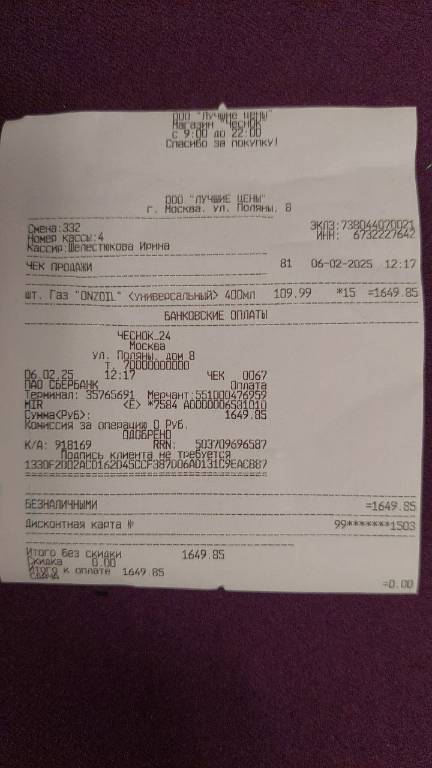 ООО "Лучшие цены"
Магазин "Чеснок"
с 9:00 до 22:00
Спасибо за покупку!
ООО "ЛУЧШИЕ ЦЕНЫ"
г. Москва. ул. Поляны, 8
Смена:332 ЭКЛЗ:738044070021
Номер кассы:4 ИНН: 6732227642
Кассир:Шелестюкова Ирина
ЧЕК ПРОДАЖИ 81 06-02-2025 12:17
шт. Газ "ONZOIL" <универсальный> 400мл 109.99 *15 =1649.85
БАНКОВСКИЕ ОПЛАТЫ
ЧЕСНОК_24
Москва
ул. Поляны, дом 8
Т. 70000000000
06.02.25 12:17 ЧЕК 0067
ПАО СБЕРБАНК Оплата
Терминал: 35765691 Мерчант:551000476959
MIR <E> *7584 A0000006581010
Сумма<Руб>: 1649.85
Комиссия за операцию 0 Руб.
ОДОБРЕНО
К/А: 918169 RRN: 503709696587
Подпись клиента не требуется
1330F2D02ACD162D45CCF387D06AD131C9EACB87
БЕЗНАЛИЧНЫМИ =1649.85
Дисконтная карта № 99*******1503
Итого без скидки 1649.85
Скидка 0.00
Итого к оплате 1649.85
СДАЧА =0.00